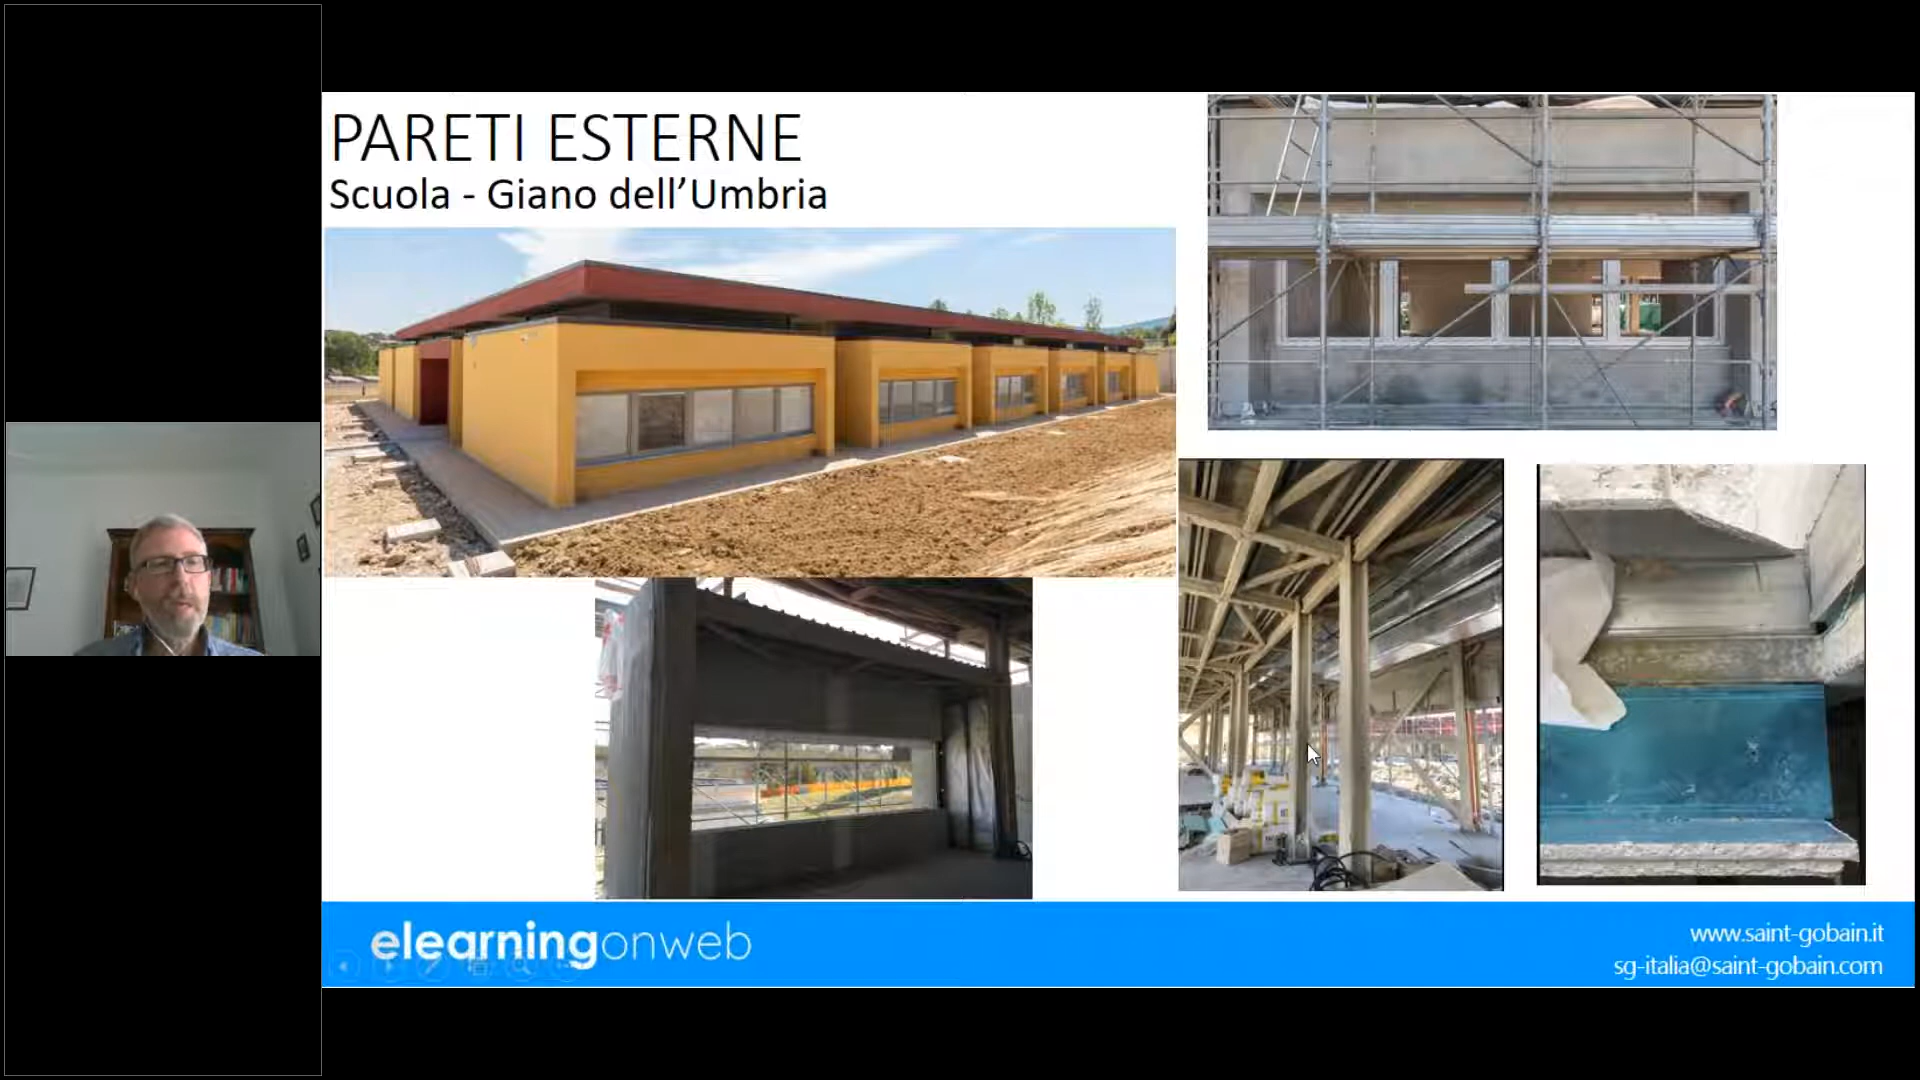 PARETI ESTERNE
Scuola - Giano dell’Umbria
elearningonweb
www.saint-gobain.it
sg-italia@saint-gobain.com